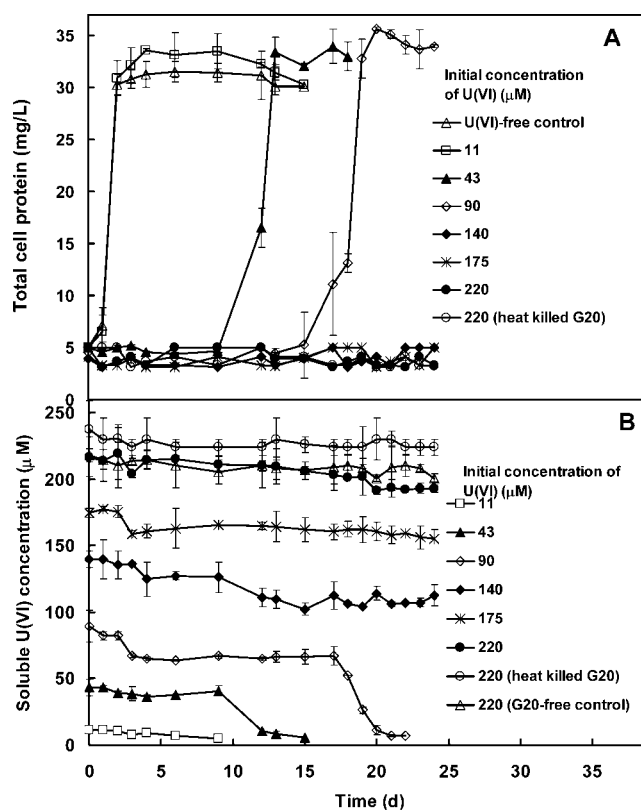 A
35
30
25
20
15
10
5
0
Total cell protein (mg/L)
Initial concentration
of U(VI) (µM)
U(VI)-free control
11
43
90
140
175
220
220 (heat killed G20)
B
250
200
150
100
50
0
Soluble U(VI) concentration (µ M)
Initial concentration of
U(VI) (µM)
11
43
90
140
175
220
220 (heat killed G20)
220 (G20-free control)
0 5 10 15 20 25 30 35
Time (d)